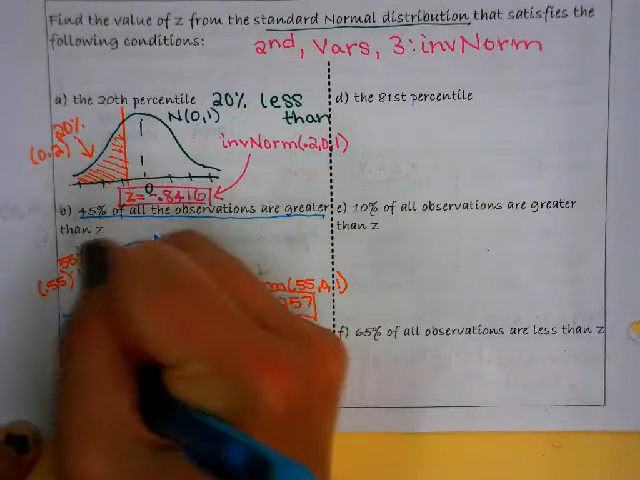 Find the value of z from the standard Normal distribution that satisfies the
following conditions:
2nd, Vars, 3:invNorm
a) the 20th percentile
20% less
than
N(0,1)
20%
(0.2)
invNorm(.2,0,1)
0
z=-.8416
b) 45% of all the observations are greater
than z
(.55)
(.55,0,1)
d) the 81st percentile
e) 10% of all observations are greater
than z
f) 65% of all observations are less than z